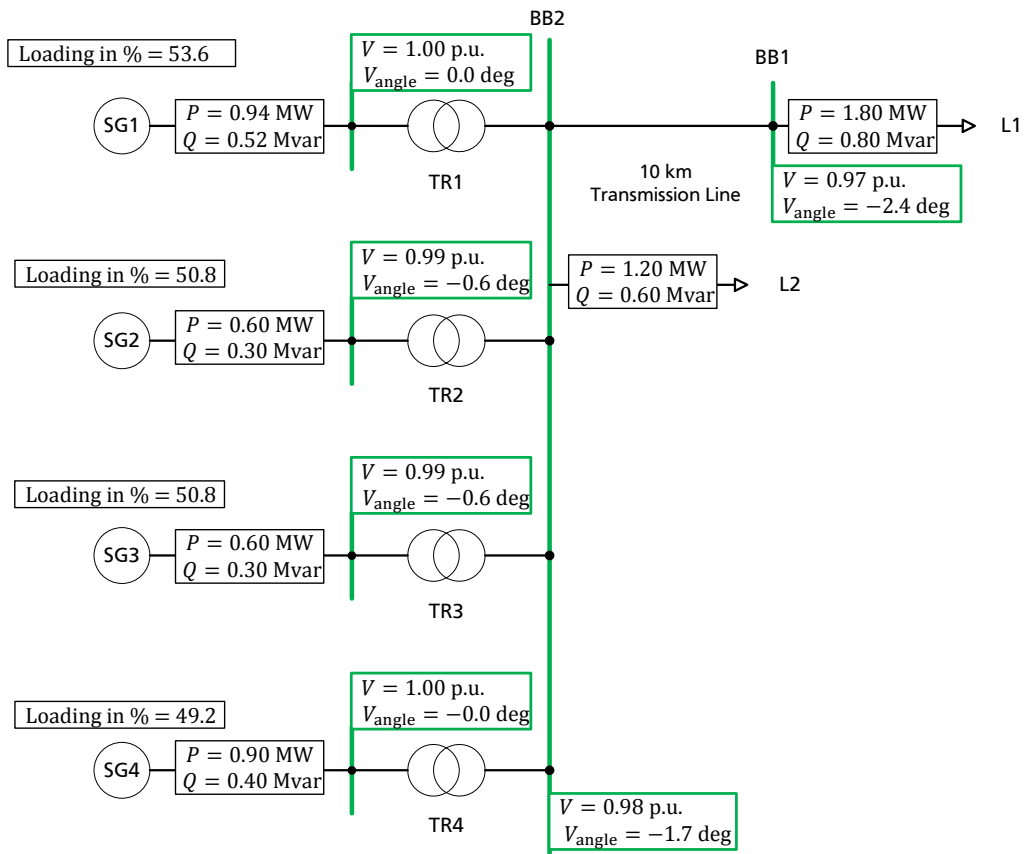 BB2
Loading in % = 53.6
V = 1.00 p.u.
V_angle = 0.0 deg
BB1
SG1
P = 0.94 MW
Q = 0.52 Mvar
TR1
P = 1.80 MW
Q = 0.80 Mvar
L1
10 km
Transmission Line
V = 0.97 p.u.
V_angle = −2.4 deg
Loading in % = 50.8
V = 0.99 p.u.
V_angle = −0.6 deg
P = 1.20 MW
Q = 0.60 Mvar
L2
SG2
P = 0.60 MW
Q = 0.30 Mvar
TR2
Loading in % = 50.8
V = 0.99 p.u.
V_angle = −0.6 deg
SG3
P = 0.60 MW
Q = 0.30 Mvar
TR3
Loading in % = 49.2
V = 1.00 p.u.
V_angle = −0.0 deg
SG4
P = 0.90 MW
Q = 0.40 Mvar
TR4
V = 0.98 p.u.
V_angle = −1.7 deg